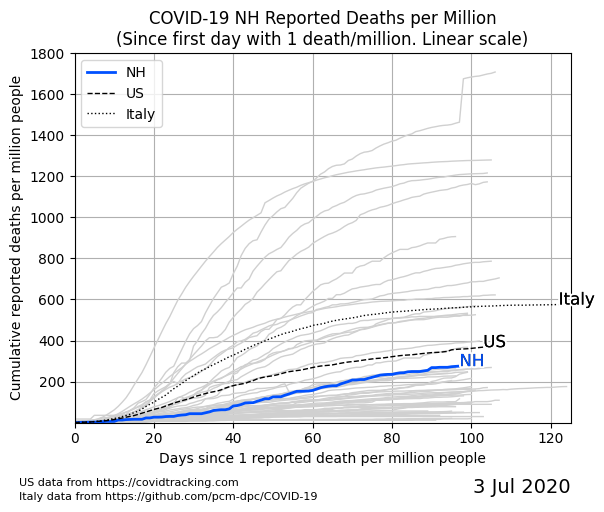 COVID-19 NH Reported Deaths per Million
(Since first day with 1 death/million. Linear scale)
Cumulative reported deaths per million people
1800
1600
1400
1200
1000
800
600
400
200
NH
US
Italy
Italy
US
NH
0
20
40
60
80
100
120
Days since 1 reported death per million people
US data from https://covidtracking.com
Italy data from https://github.com/pcm-dpc/COVID-19
3 Jul 2020